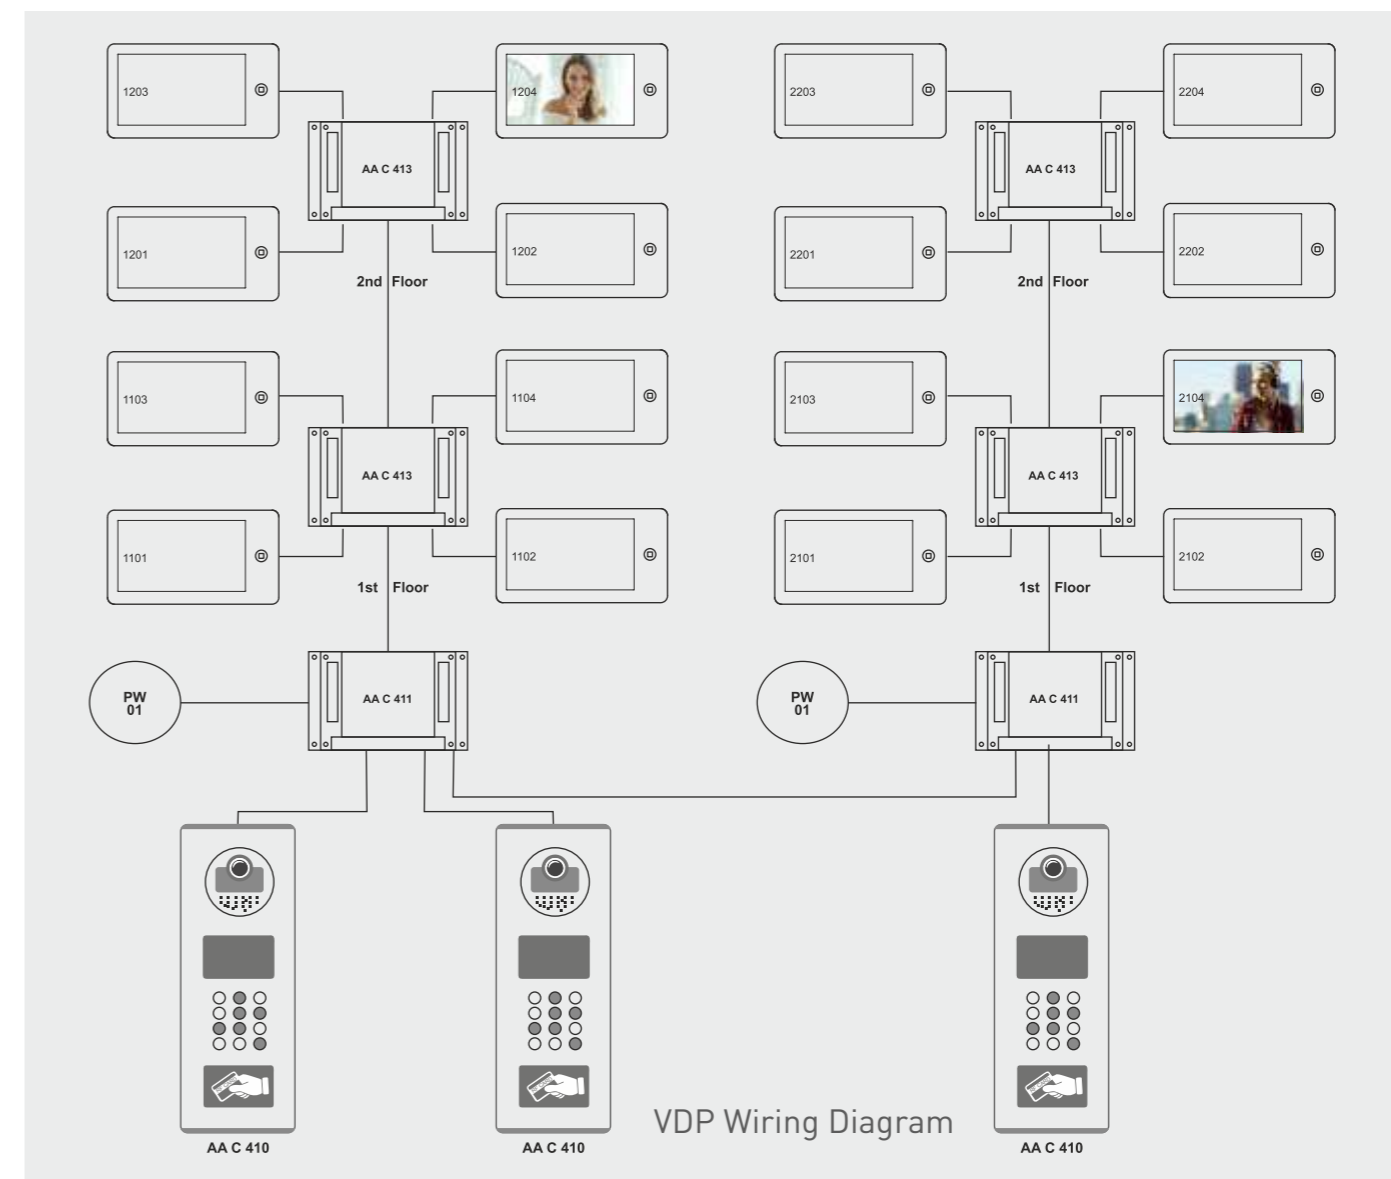 1203
1204
2203
2204
AA C 413
AA C 413
1201
1202
2201
2202
2nd Floor
2nd Floor
1103
1104
2103
2104
AA C 413
AA C 413
1101
1102
2101
2102
1st Floor
1st Floor
PW
01
AA C 411
PW
01
AA C 411
VDP Wiring Diagram
AA C 410
AA C 410
AA C 410